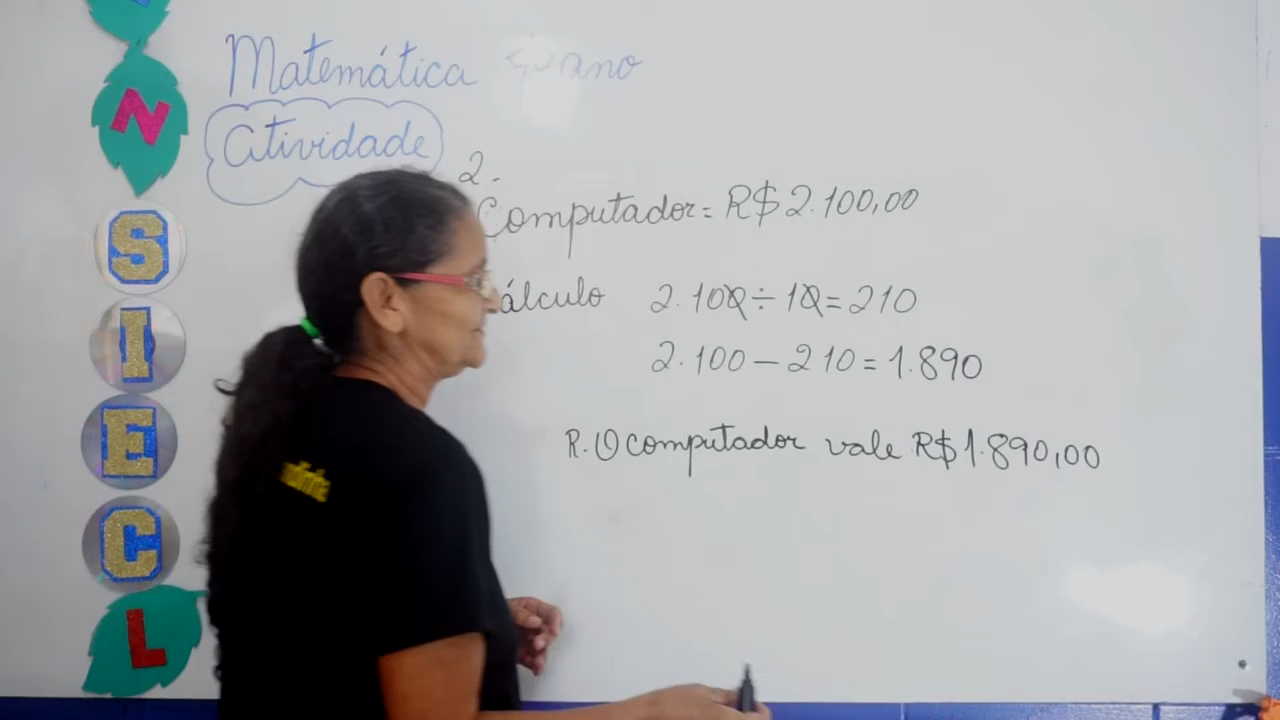 Matemática ano
Atividade
2.
Computador = R$ 2.100,00
álculo 2.100 ÷ 10 = 210
2.100 - 210 = 1.890
R. O computador vale R$ 1.890,00
N
S
I
E
C
L